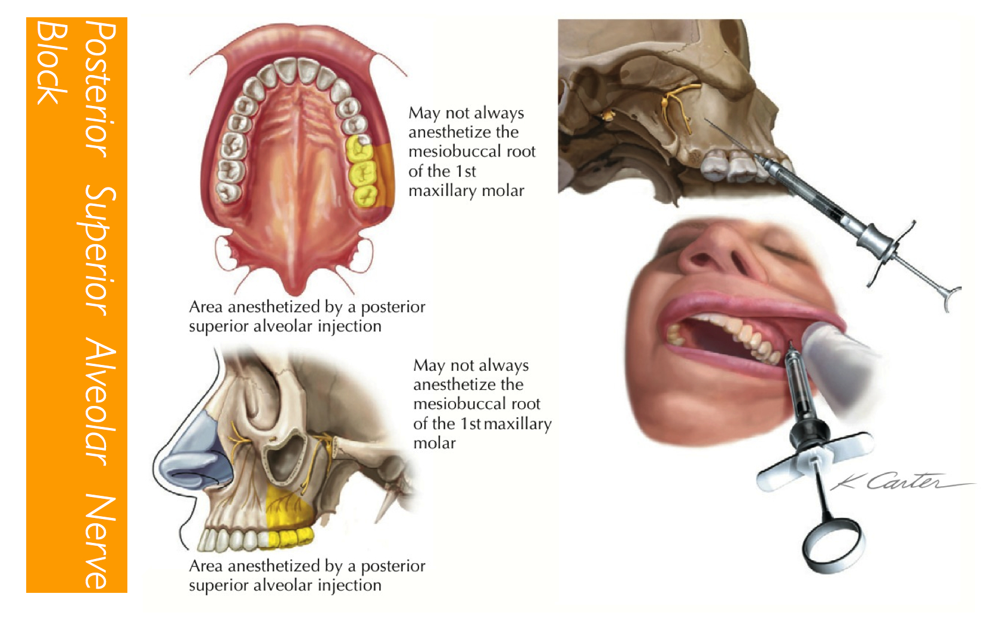 Posterior Superior Alveolar Nerve
Block
May not always
anesthetize the
mesiobuccal root
of the 1st
maxillary molar
Area anesthetized by a posterior
superior alveolar injection
May not always
anesthetize the
mesiobuccal root
of the 1st maxillary
molar
Area anesthetized by a posterior
superior alveolar injection
K Carter